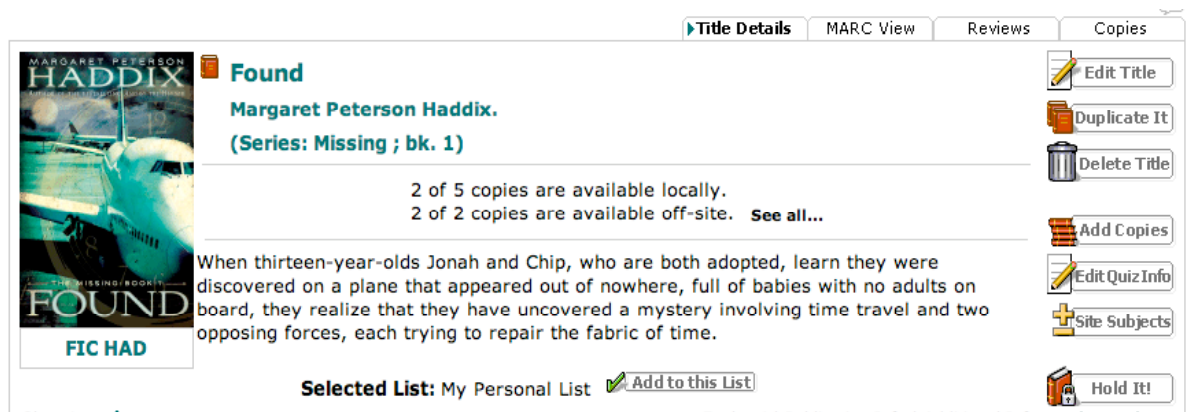 Title Details
MARC View
Reviews
Copies
MARGARET PETERSON
HADDIX
THE MISSING: BOOK 1
FOUND
FIC HAD
Found
Margaret Peterson Haddix.
(Series: Missing ; bk. 1)
2 of 5 copies are available locally.
2 of 2 copies are available off-site. See all...
When thirteen-year-olds Jonah and Chip, who are both adopted, learn they were
discovered on a plane that appeared out of nowhere, full of babies with no adults on
board, they realize that they have uncovered a mystery involving time travel and two
opposing forces, each trying to repair the fabric of time.
Selected List: My Personal List Add to this List
Edit Title
Duplicate It
Delete Title
Add Copies
Edit Quiz Info
Site Subjects
Hold It!